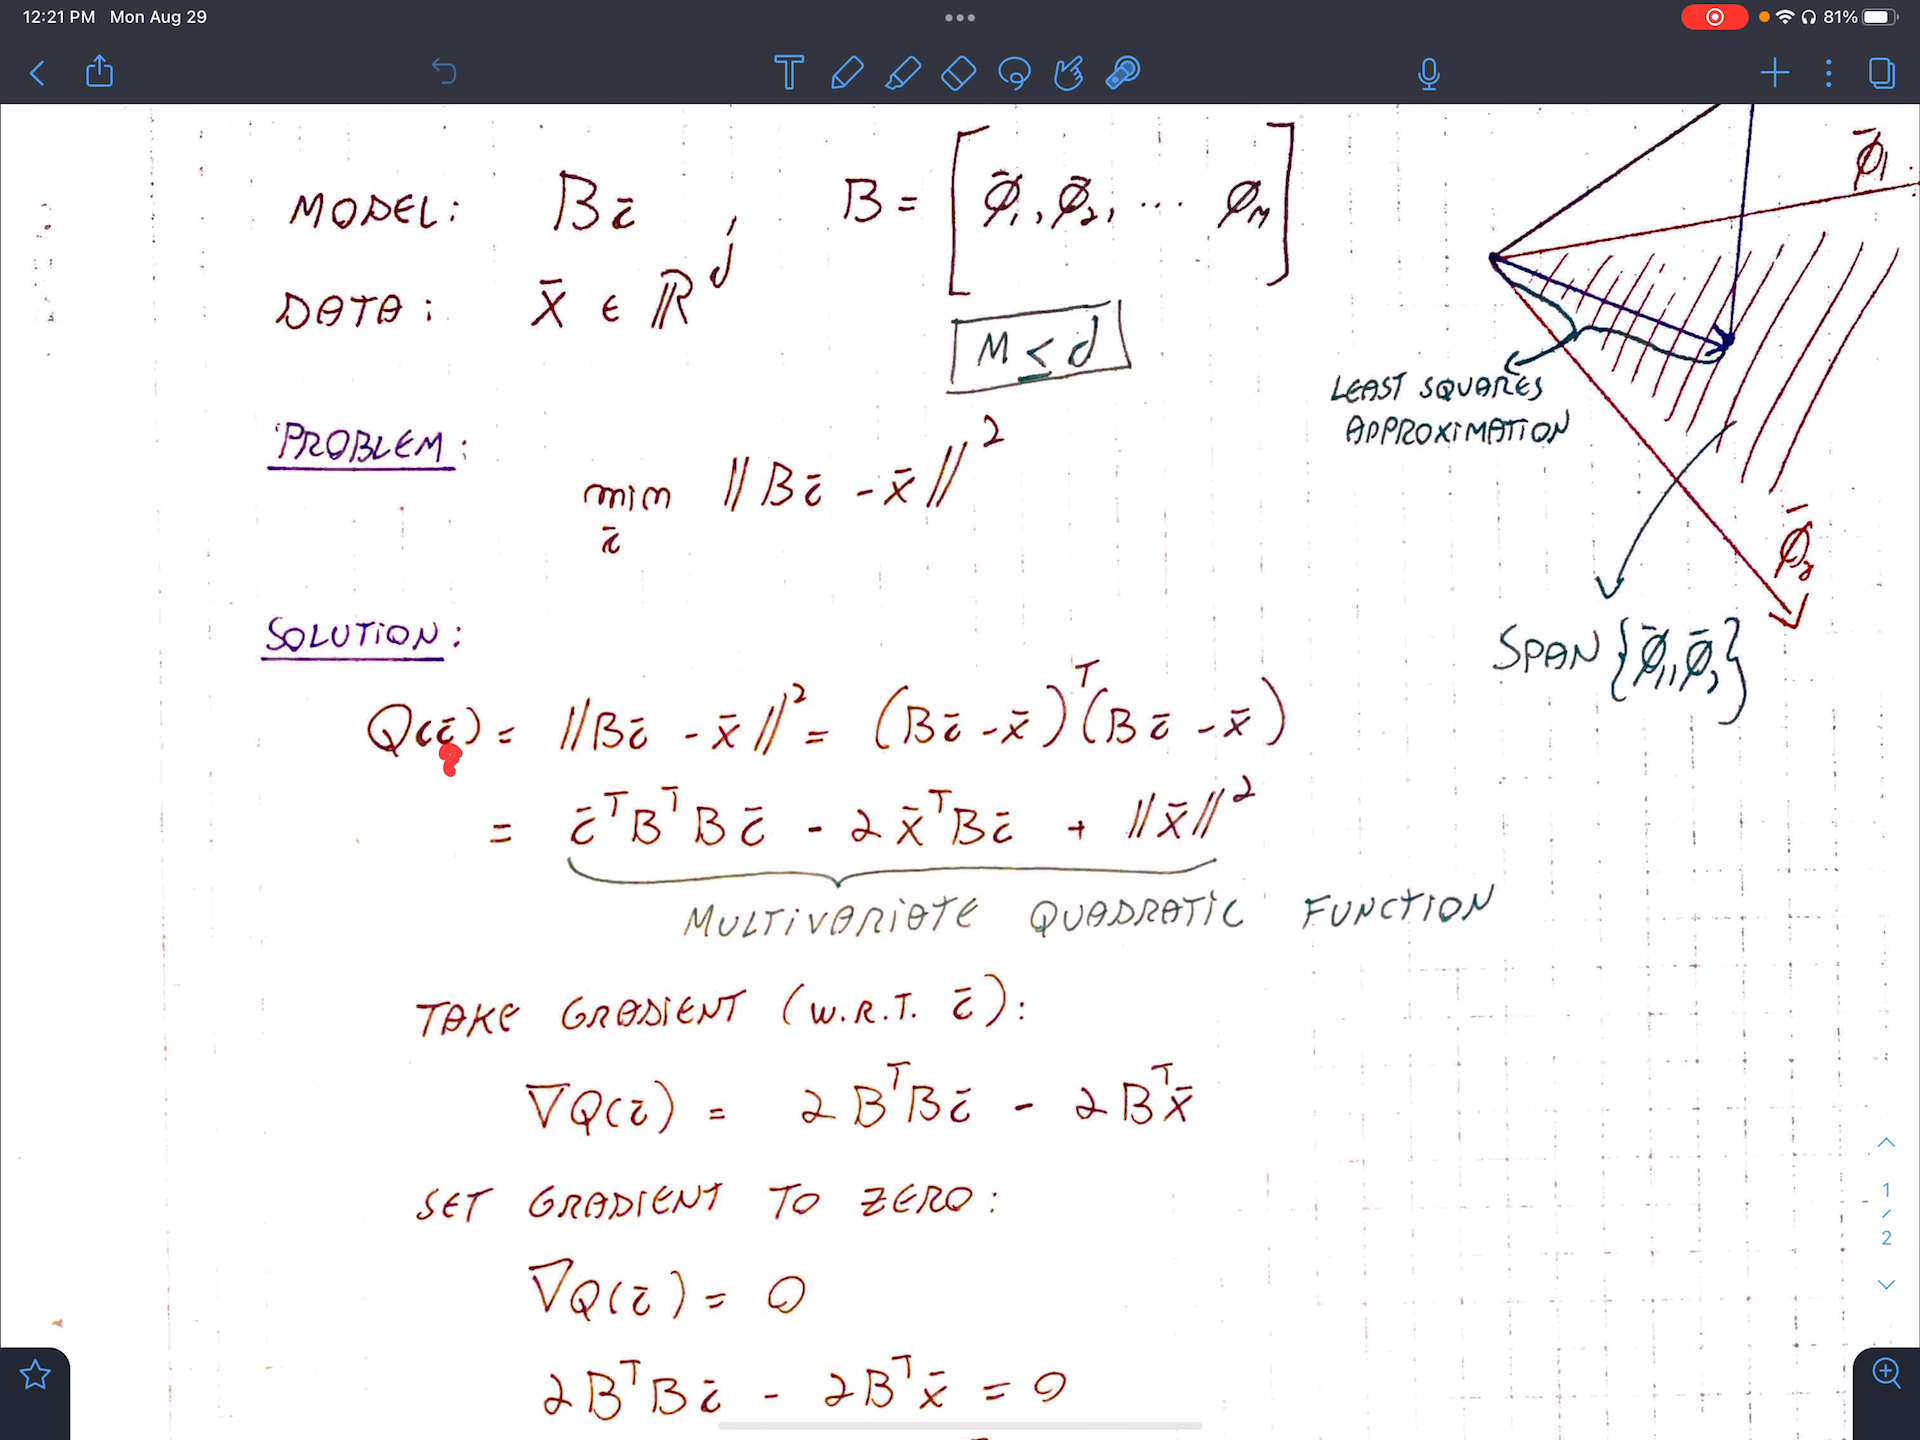 12:21 PM Mon Aug 29
81%
MODEL: Bc̄ , B = [φ̄₁, φ̄₂, ... φ_M]
DATA: x̄ ∈ ℝᵈ
M ≤ d
φ̄₁
LEAST SQUARES
APPROXIMATION
PROBLEM:
min ||Bc̄ - x̄||²
c̄
φ̄₂
SPAN {φ̄₁, φ̄₂}
SOLUTION:
Q(c̄) = ||Bc̄ - x̄||² = (Bc̄ - x̄)ᵀ(Bc̄ - x̄)
= c̄ᵀBᵀBc̄ - 2x̄ᵀBc̄ + ||x̄||²
MULTIVARIATE QUADRATIC FUNCTION
TAKE GRADIENT (W.R.T. c̄):
∇Q(c̄) = 2BᵀBc̄ - 2Bᵀx̄
SET GRADIENT TO ZERO:
∇Q(c̄) = 0
2BᵀBc̄ - 2Bᵀx̄ = 0
1
/
2